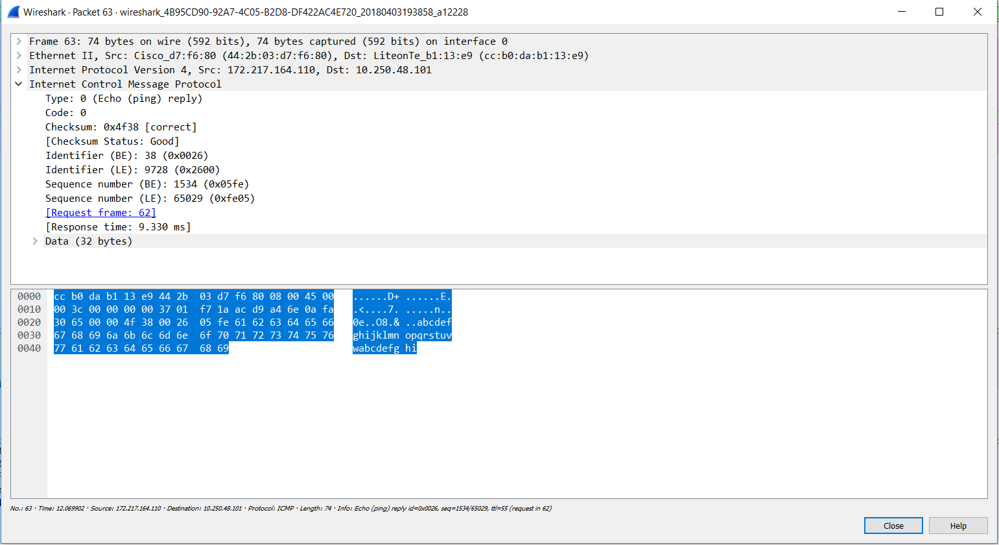 Wireshark · Packet 63 · wireshark_4B95CD90-92A7-4C05-B2D8-DF422AC4E720_20180403193858_a12228
Frame 63: 74 bytes on wire (592 bits), 74 bytes captured (592 bits) on interface 0
Ethernet II, Src: Cisco_d7:f6:80 (44:2b:03:d7:f6:80), Dst: LiteonTe_b1:13:e9 (cc:b0:da:b1:13:e9)
Internet Protocol Version 4, Src: 172.217.164.110, Dst: 10.250.48.101
Internet Control Message Protocol
Type: 0 (Echo (ping) reply)
Code: 0
Checksum: 0x4f38 [correct]
[Checksum Status: Good]
Identifier (BE): 38 (0x0026)
Identifier (LE): 9728 (0x2600)
Sequence number (BE): 1534 (0x05fe)
Sequence number (LE): 65029 (0xfe05)
[Request frame: 62]
[Response time: 9.330 ms]
Data (32 bytes)
0000 cc b0 da b1 13 e9 44 2b 03 d7 f6 80 08 00 45 00 ......D+ ......E.
0010 00 3c 00 00 00 00 37 01 f7 1a ac d9 a4 6e 0a fa .<....7. .....n..
0020 30 65 00 00 4f 38 00 26 05 fe 61 62 63 64 65 66 0e..O8.& ..abcdef
0030 67 68 69 6a 6b 6c 6d 6e 6f 70 71 72 73 74 75 76 ghijklmn opqrstuv
0040 77 61 62 63 64 65 66 67 68 69 wabcdefg hi
No.: 63 · Time: 12.069902 · Source: 172.217.164.110 · Destination: 10.250.48.101 · Protocol: ICMP · Length: 74 · Info: Echo (ping) reply id=0x0026, seq=1534/65029, ttl=55 (request in 62)
Close Help